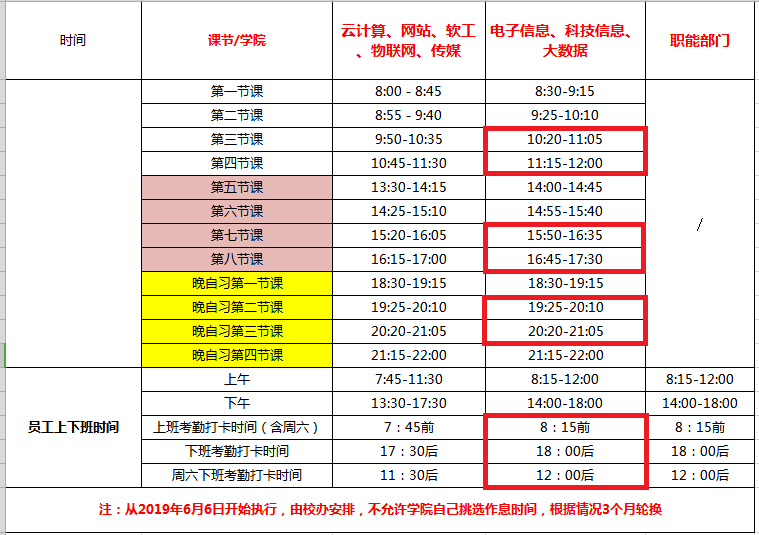 时间 课节/学院 云计算、网站、软工、物联网、传媒 电子信息、科技信息、大数据 职能部门
第一节课 8:00 - 8:45 8:30-9:15
第二节课 8:55 - 9:40 9:25-10:10
第三节课 9:50-10:35 10:20-11:05
第四节课 10:45-11:30 11:15-12:00
第五节课 13:30-14:15 14:00-14:45
第六节课 14:25-15:10 14:55-15:40
第七节课 15:20-16:05 15:50-16:35 /
第八节课 16:15-17:00 16:45-17:30
晚自习第一节课 18:30-19:15 18:30-19:15
晚自习第二节课 19:25-20:10 19:25-20:10
晚自习第三节课 20:20-21:05 20:20-21:05
晚自习第四节课 21:15-22:00 21:15-22:00
员工上下班时间 上午 7:45-11:30 8:15-12:00 8:15-12:00
下午 13:30-17:30 14:00-18:00 14:00-18:00
上班考勤打卡时间（含周六） 7：45前 8：15前 8：15前
下班考勤打卡时间 17：30后 18：00后 18：00后
周六下班考勤打卡时间 11：30后 12：00后 12：00后
注：从2019年6月6日开始执行，由校办安排，不允许学院自己挑选作息时间，根据情况3个月轮换